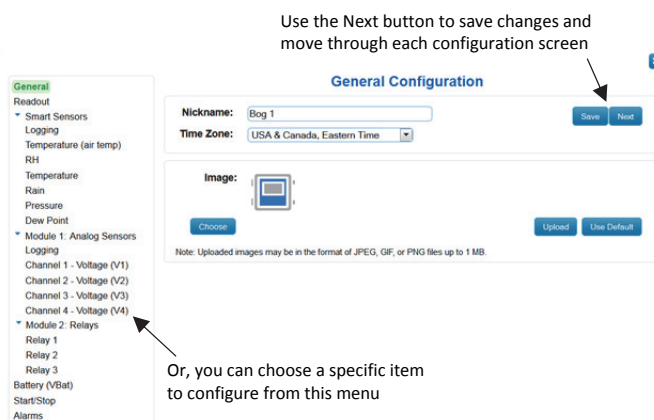 Use the Next button to save changes and
move through each configuration screen
General
Readout
Smart Sensors
Logging
Temperature (air temp)
RH
Temperature
Rain
Pressure
Dew Point
Module 1: Analog Sensors
Logging
Channel 1 - Voltage (V1)
Channel 2 - Voltage (V2)
Channel 3 - Voltage (V3)
Channel 4 - Voltage (V4)
Module 2: Relays
Relay 1
Relay 2
Relay 3
Battery (VBat)
Start/Stop
Alarms
General Configuration
Nickname: Bog 1
Save Next
Time Zone: USA & Canada, Eastern Time
Image:
Choose
Upload Use Default
Note: Uploaded images may be in the format of JPEG, GIF, or PNG files up to 1 MB.
Or, you can choose a specific item
to configure from this menu